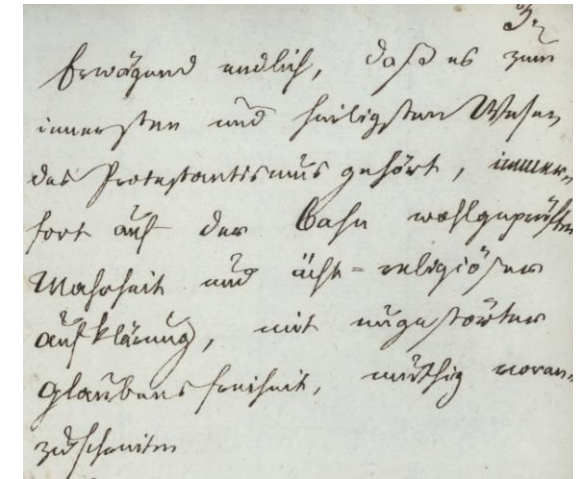 3.
Erwägend endlich, daß es zum
innersten und heiligsten Wesen
des Protestantismus gehört, immer-
fort auf der Bahn wohlgeprüfter
Wahrheit und ächt-religiöser
Aufklärung, mit ungestörter
Glaubensfreiheit, muthig voran-
zuschreiten